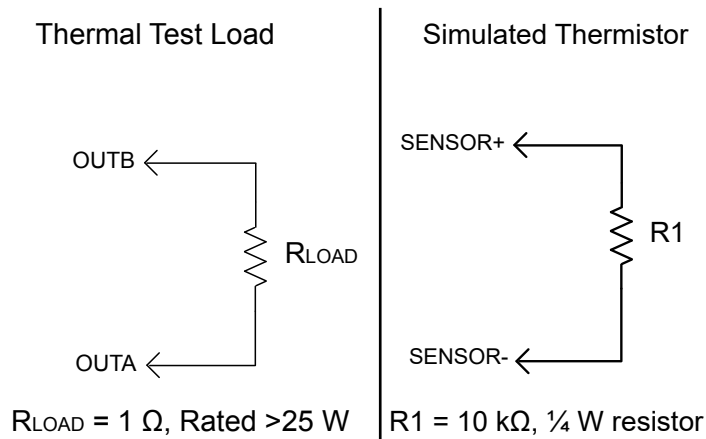 Thermal Test Load
OUTB
RLOAD
OUTA
RLOAD = 1 Ω, Rated >25 W
Simulated Thermistor
SENSOR+
R1
SENSOR-
R1 = 10 kΩ, ¼ W resistor